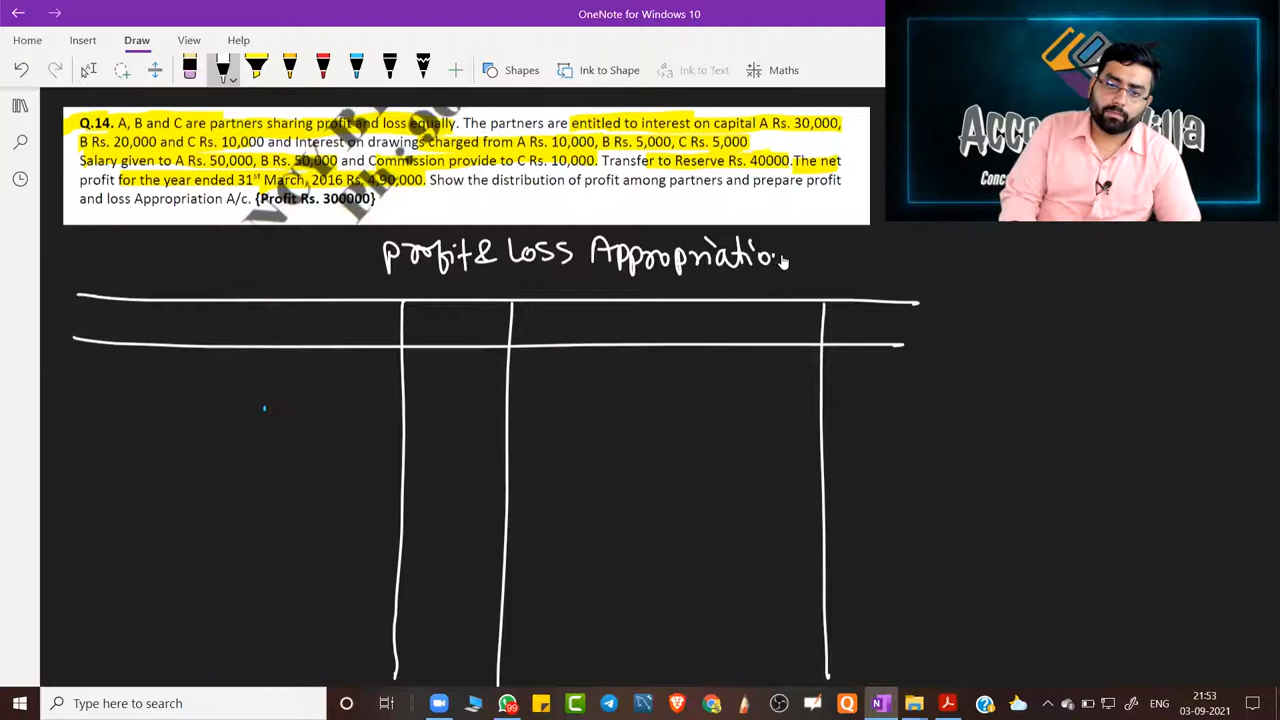 OneNote for Windows 10
Home Insert Draw View Help
Shapes Ink to Shape Ink to Text Maths
Q.14. A, B and C are partners sharing profit and loss equally. The partners are entitled to interest on capital A Rs. 30,000,
B Rs. 20,000 and C Rs. 10,000 and Interest on drawings charged from A Rs. 10,000, B Rs. 5,000, C Rs. 5,000
Salary given to A Rs. 50,000, B Rs. 50,000 and Commission provide to C Rs. 10,000. Transfer to Reserve Rs. 40000.The net
profit for the year ended 31st March, 2016 Rs. 4,90,000. Show the distribution of profit among partners and prepare profit
and loss Appropriation A/c. {Profit Rs. 300000}
Profit & Loss Appropriation
Type here to search
ENG
21:53
03-09-2021